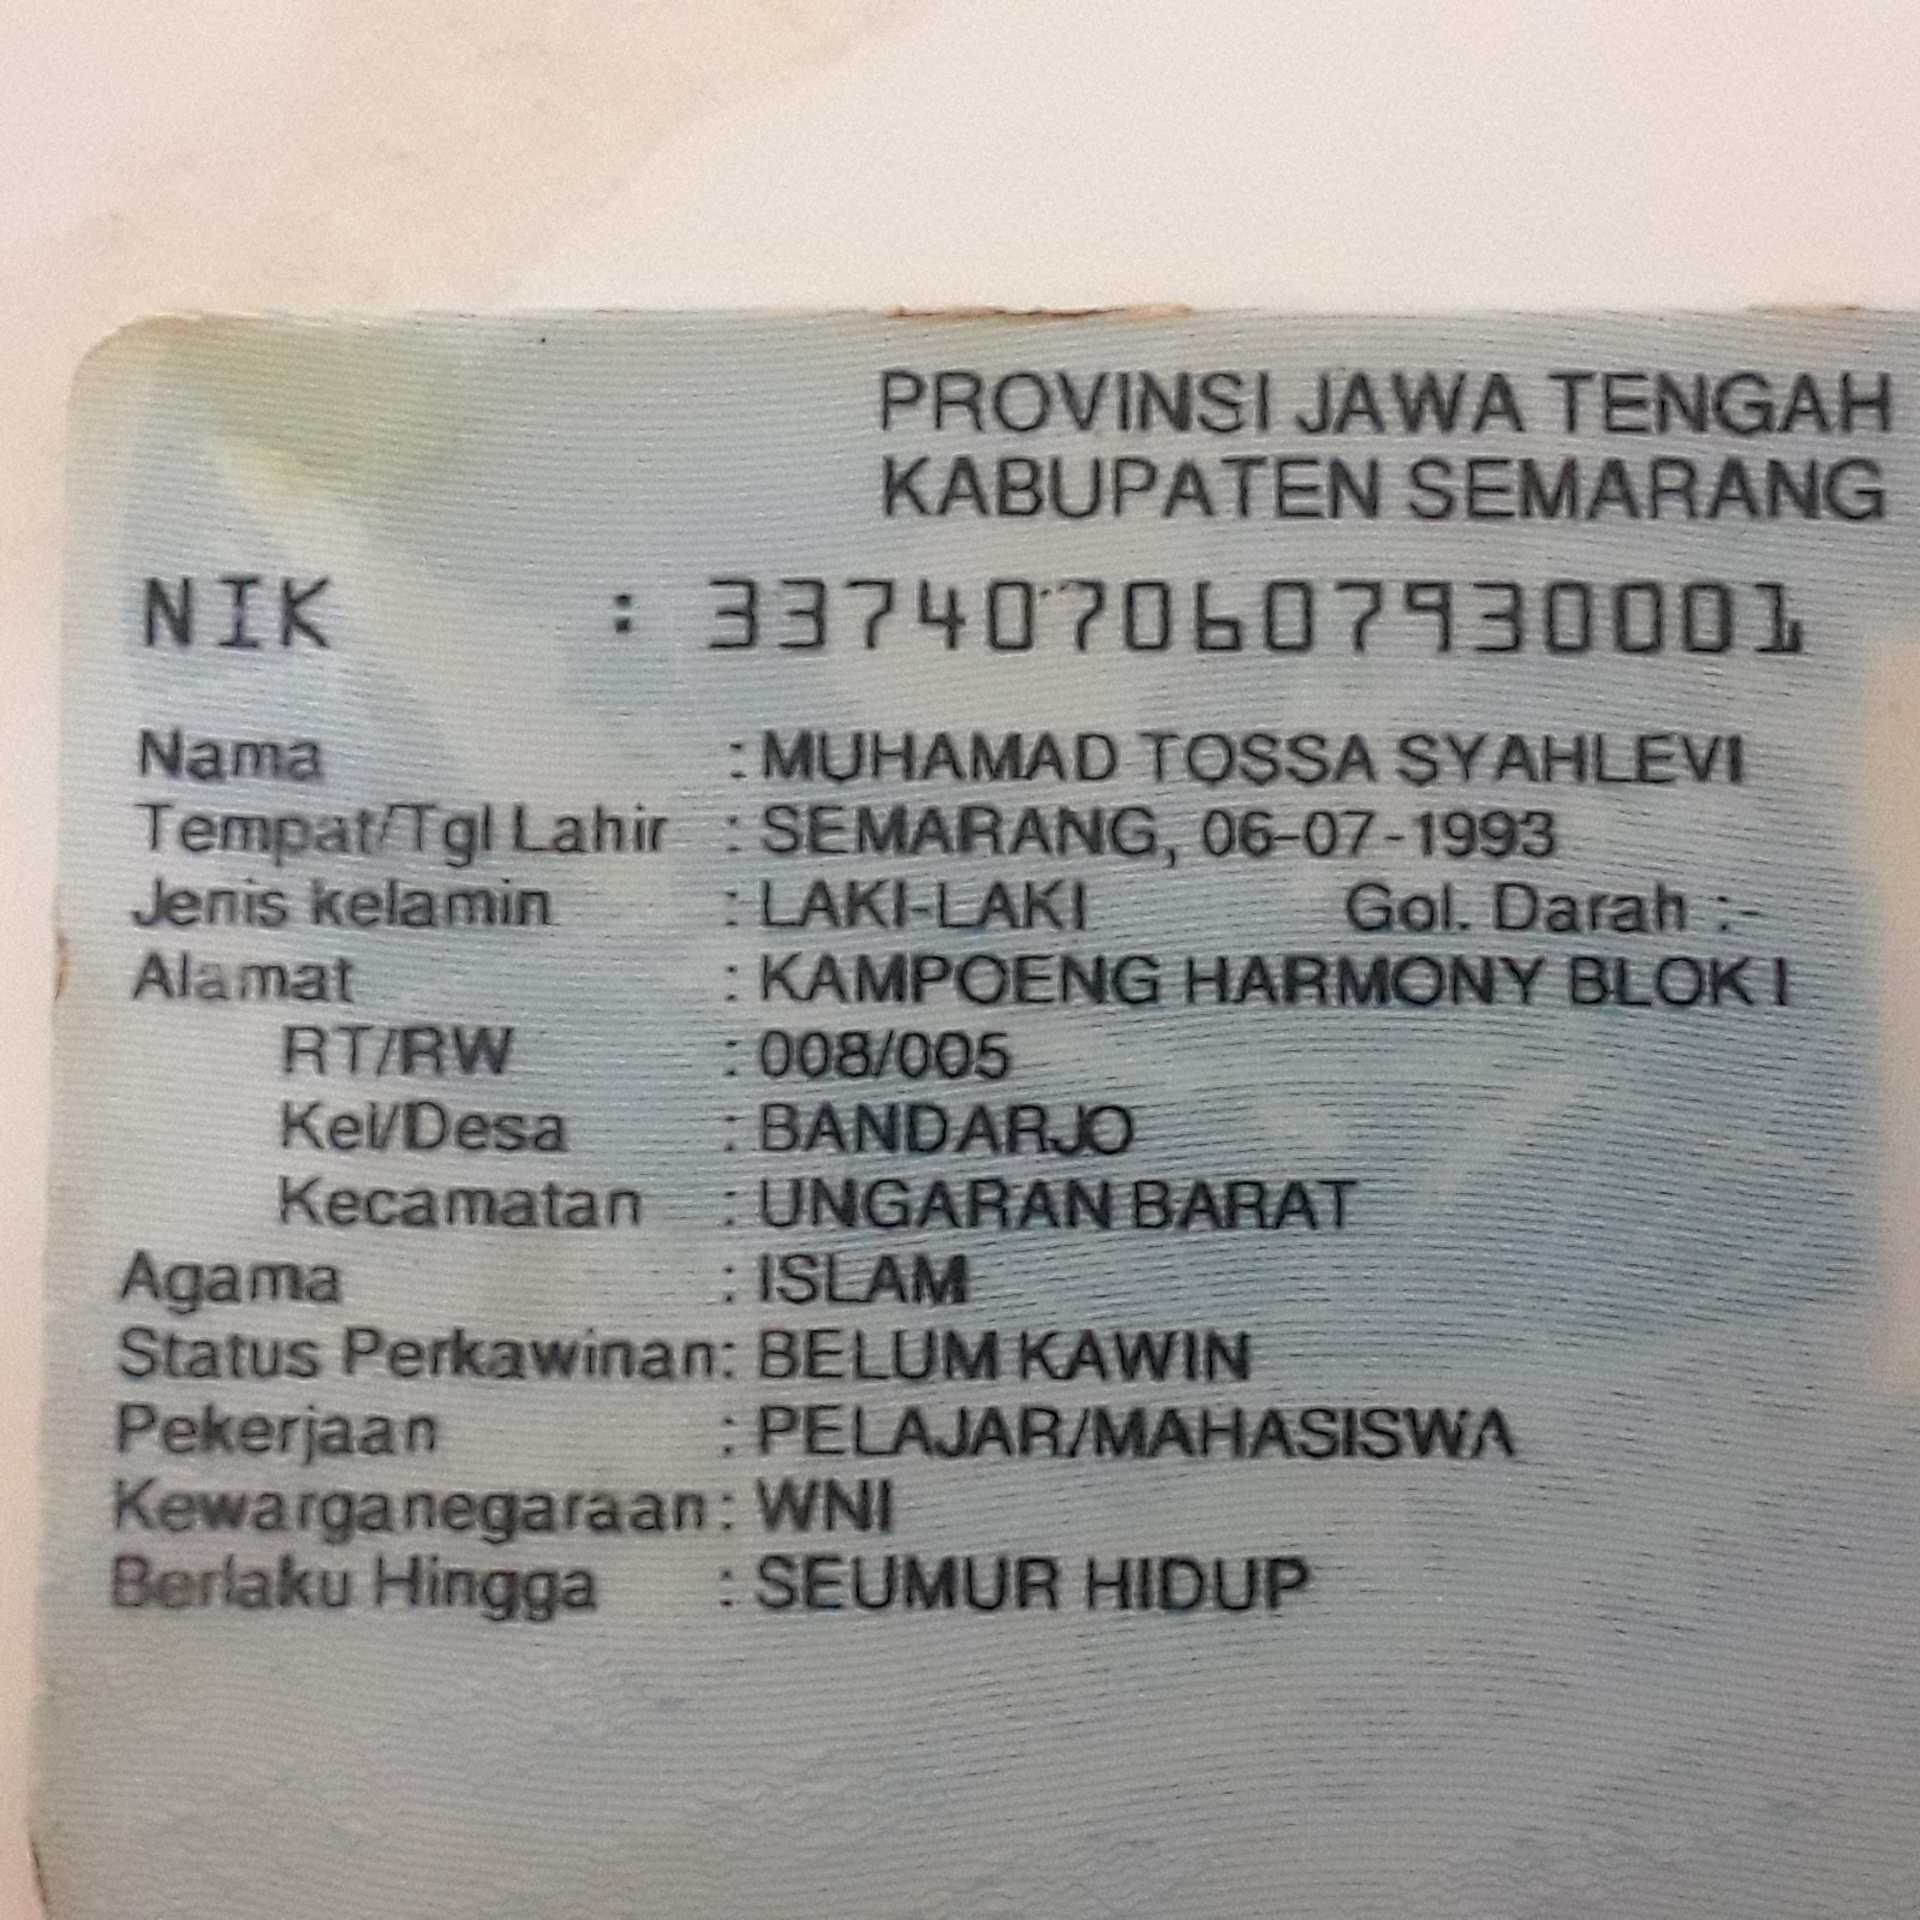 PROVINSI JAWA TENGAH
KABUPATEN SEMARANG
NIK : 3374070607930001
Nama : MUHAMAD TOSSA SYAHLEVI
Tempat/Tgl Lahir : SEMARANG, 06-07-1993
Jenis kelamin : LAKI-LAKI Gol. Darah :-
Alamat : KAMPOENG HARMONY BLOK I
RT/RW : 008/005
Kel/Desa : BANDARJO
Kecamatan : UNGARAN BARAT
Agama : ISLAM
Status Perkawinan: BELUM KAWIN
Pekerjaan : PELAJAR/MAHASISWA
Kewarganegaraan: WNI
Berlaku Hingga : SEUMUR HIDUP